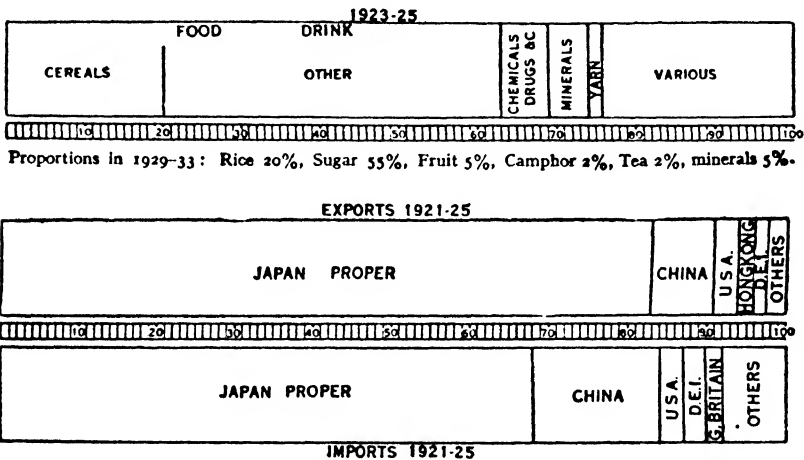 1923-25
FOOD DRINK
CEREALS OTHER CHEMICALS DRUGS &C MINERALS YARN VARIOUS
10 20 30 40 50 60 70 80 90 100
Proportions in 1929-33: Rice 20%, Sugar 55%, Fruit 5%, Camphor 2%, Tea 2%, minerals 5%.
EXPORTS 1921-25
JAPAN PROPER CHINA U.S.A. HONGKONG D.E.I. OTHERS
10 20 30 40 50 60 70 80 90 100
JAPAN PROPER CHINA U.S.A. D.E.I. G. BRITAIN OTHERS
IMPORTS 1921-25